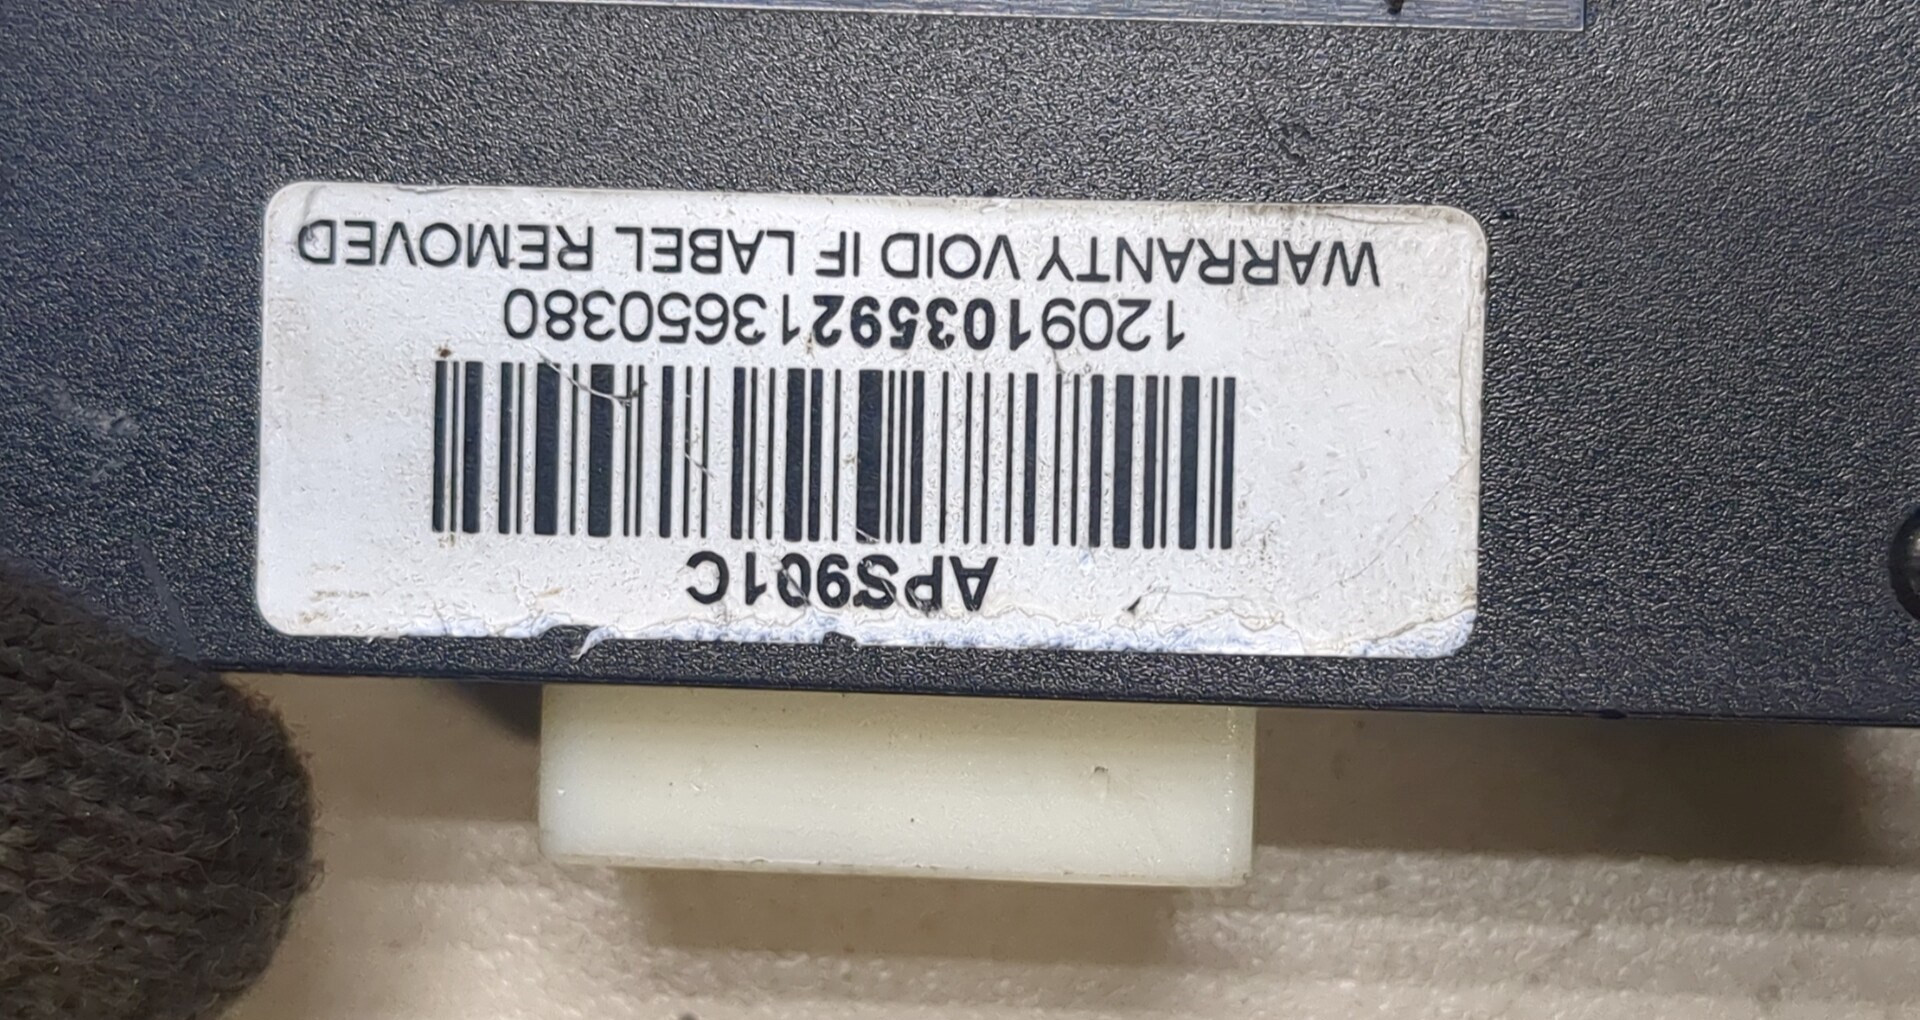 APS901C
120910359213650380
WARRANTY VOID IF LABEL REMOVED